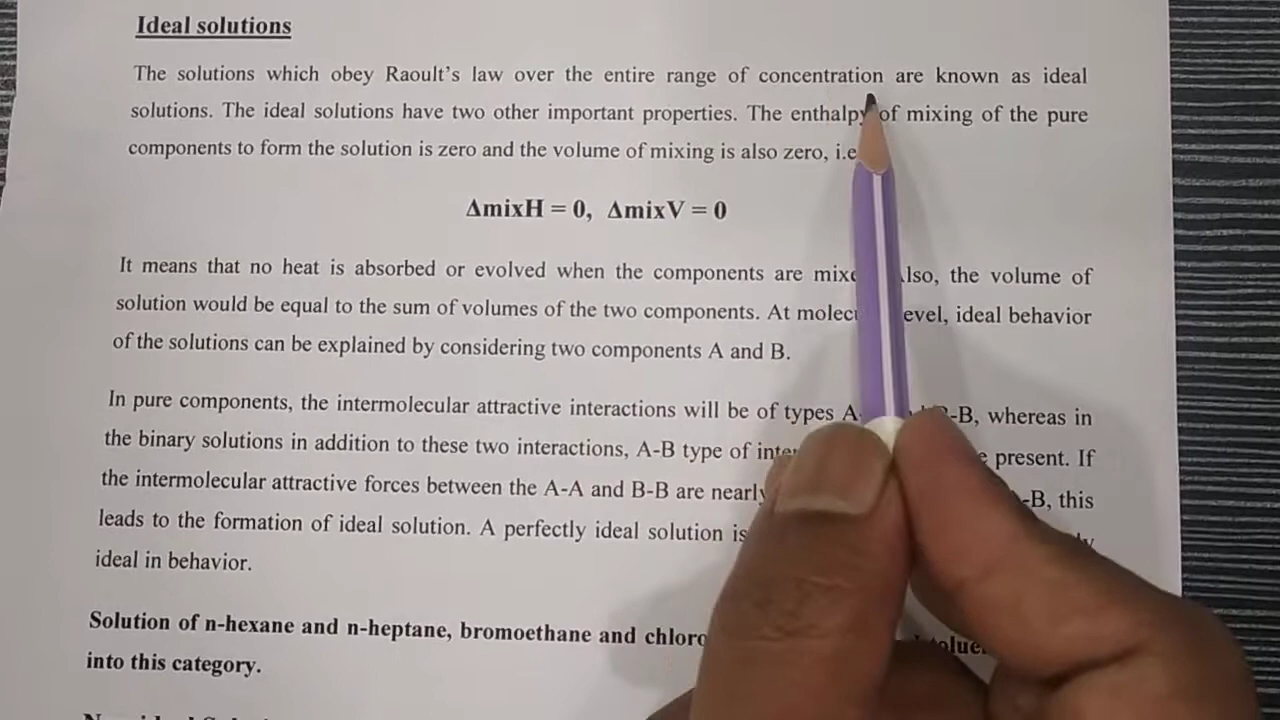 Ideal solutions
The solutions which obey Raoult's law over the entire range of concentration are known as ideal
solutions. The ideal solutions have two other important properties. The enthalpy of mixing of the pure
components to form the solution is zero and the volume of mixing is also zero, i.e
ΔmixH = 0, ΔmixV = 0
It means that no heat is absorbed or evolved when the components are the volume of
solution would be equal to the sum of volumes of the two components. At ideal behavior
of the solutions can be explained by considering two components A and B.
In pure components, the intermolecular attractive interactions will be of types whereas in
the binary solutions in addition to these two interactions, A-B type of present. If
the intermolecular attractive forces between the A-A and B-B are this
leads to the formation of ideal solution. A perfectly ideal solution is
ideal in behavior.
Solution of n-hexane and n-heptane, bromoethane and
into this category.